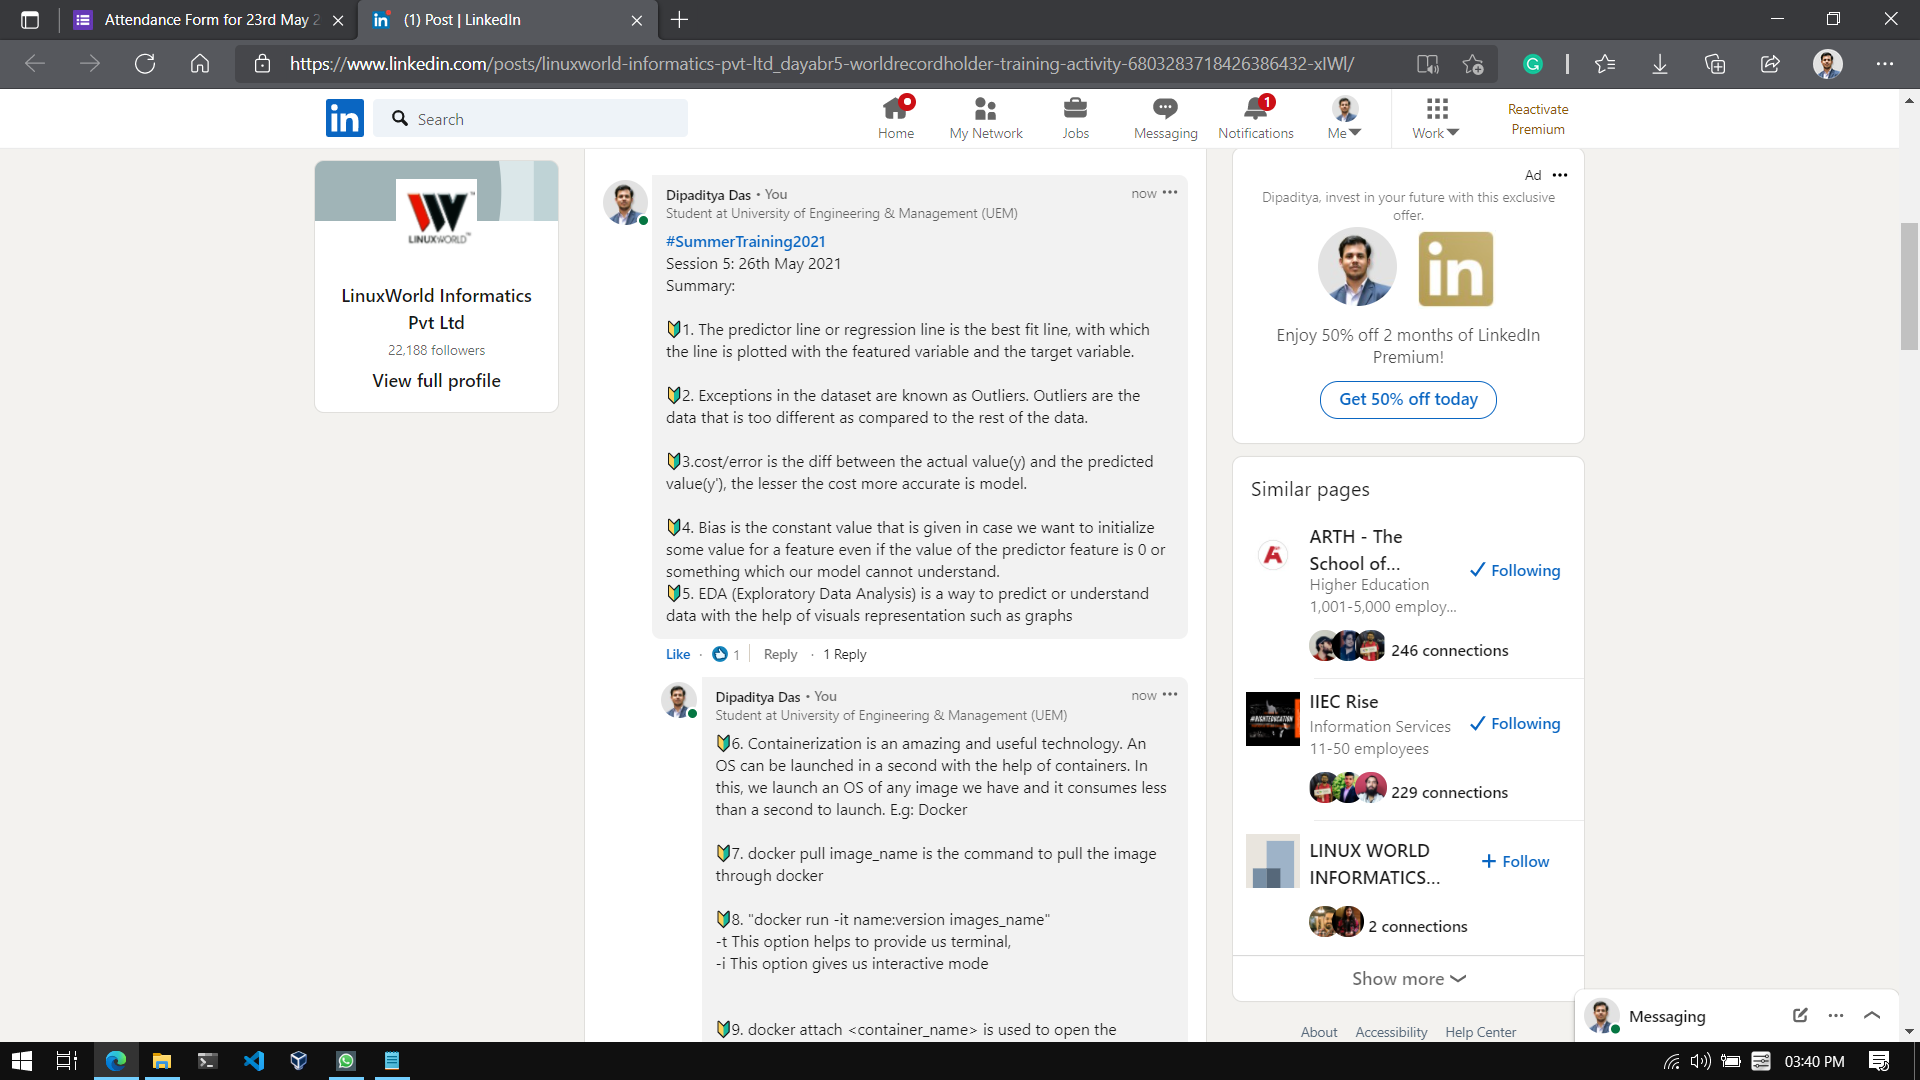 Attendance Form for 23rd May 2
(1) Post | LinkedIn
https://www.linkedin.com/posts/linuxworld-informatics-pvt-ltd_dayabr5-worldrecordholder-training-activity-6803283718426386432-xIWl/
Search
Home
My Network
Jobs
Messaging
1
Notifications
Me
Work
Reactivate
Premium
LINUXWORLD
LinuxWorld Informatics
Pvt Ltd
22,188 followers
View full profile
Dipaditya Das • You
now
Student at University of Engineering & Management (UEM)
#SummerTraining2021
Session 5: 26th May 2021
Summary:
🔰1. The predictor line or regression line is the best fit line, with which
the line is plotted with the featured variable and the target variable.
🔰2. Exceptions in the dataset are known as Outliers. Outliers are the
data that is too different as compared to the rest of the data.
🔰3.cost/error is the diff between the actual value(y) and the predicted
value(y'), the lesser the cost more accurate is model.
🔰4. Bias is the constant value that is given in case we want to initialize
some value for a feature even if the value of the predictor feature is 0 or
something which our model cannot understand.
🔰5. EDA (Exploratory Data Analysis) is a way to predict or understand
data with the help of visuals representation such as graphs
Like · 1 Reply · 1 Reply
Dipaditya Das • You
now
Student at University of Engineering & Management (UEM)
🔰6. Containerization is an amazing and useful technology. An
OS can be launched in a second with the help of containers. In
this, we launch an OS of any image we have and it consumes less
than a second to launch. E.g: Docker
🔰7. docker pull image_name is the command to pull the image
through docker
🔰8. "docker run -it name:version images_name"
-t This option helps to provide us terminal,
-i This option gives us interactive mode
🔰9. docker attach <container_name> is used to open the
Ad
Dipaditya, invest in your future with this exclusive
offer.
Enjoy 50% off 2 months of LinkedIn
Premium!
Get 50% off today
Similar pages
ARTH - The
School of...
Higher Education
1,001-5,000 employ...
Following
246 connections
IIEC Rise
Information Services
11-50 employees
Following
229 connections
LINUX WORLD
INFORMATICS...
Follow
2 connections
Show more
About Accessibility Help Center
Messaging
03:40 PM